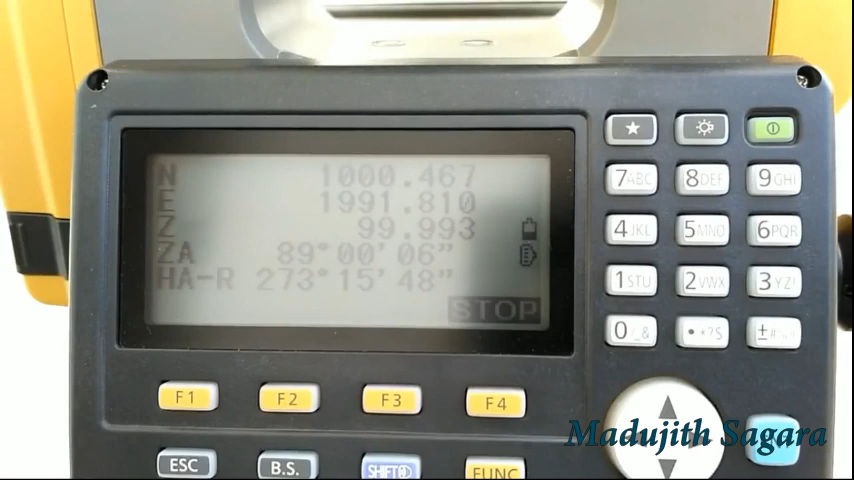 N 1000.467
E 1991.810
Z 99.993
ZA 89°00'06"
HA-R 273°15'48"
STOP
7ABC 8DEF 9GHI
4JKL 5MNO 6PQR
1STU 2VWX 3YZ
F1 F2 F3 F4
ESC B.S. SHIFT FUNC
Madujith Sagara